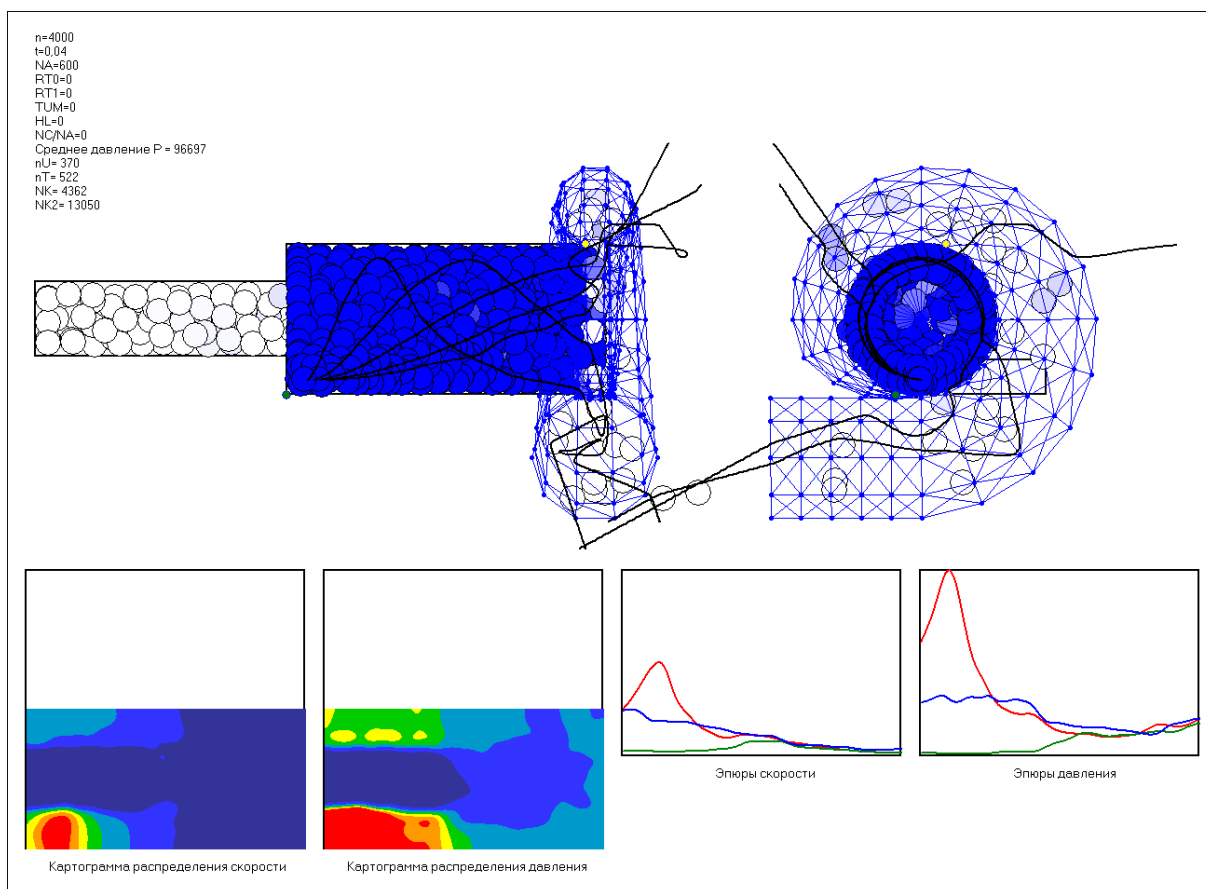 n=4000
t=0,04
NA=600
RT0=0
RT1=0
TUM=0
HL=0
NC/NA=0
Среднее давление P = 96697
nU= 370
nT= 522
NK= 4362
NK2= 13050
Эпюры скорости
Эпюры давления
Картограмма распределения скорости
Картограмма распределения давления